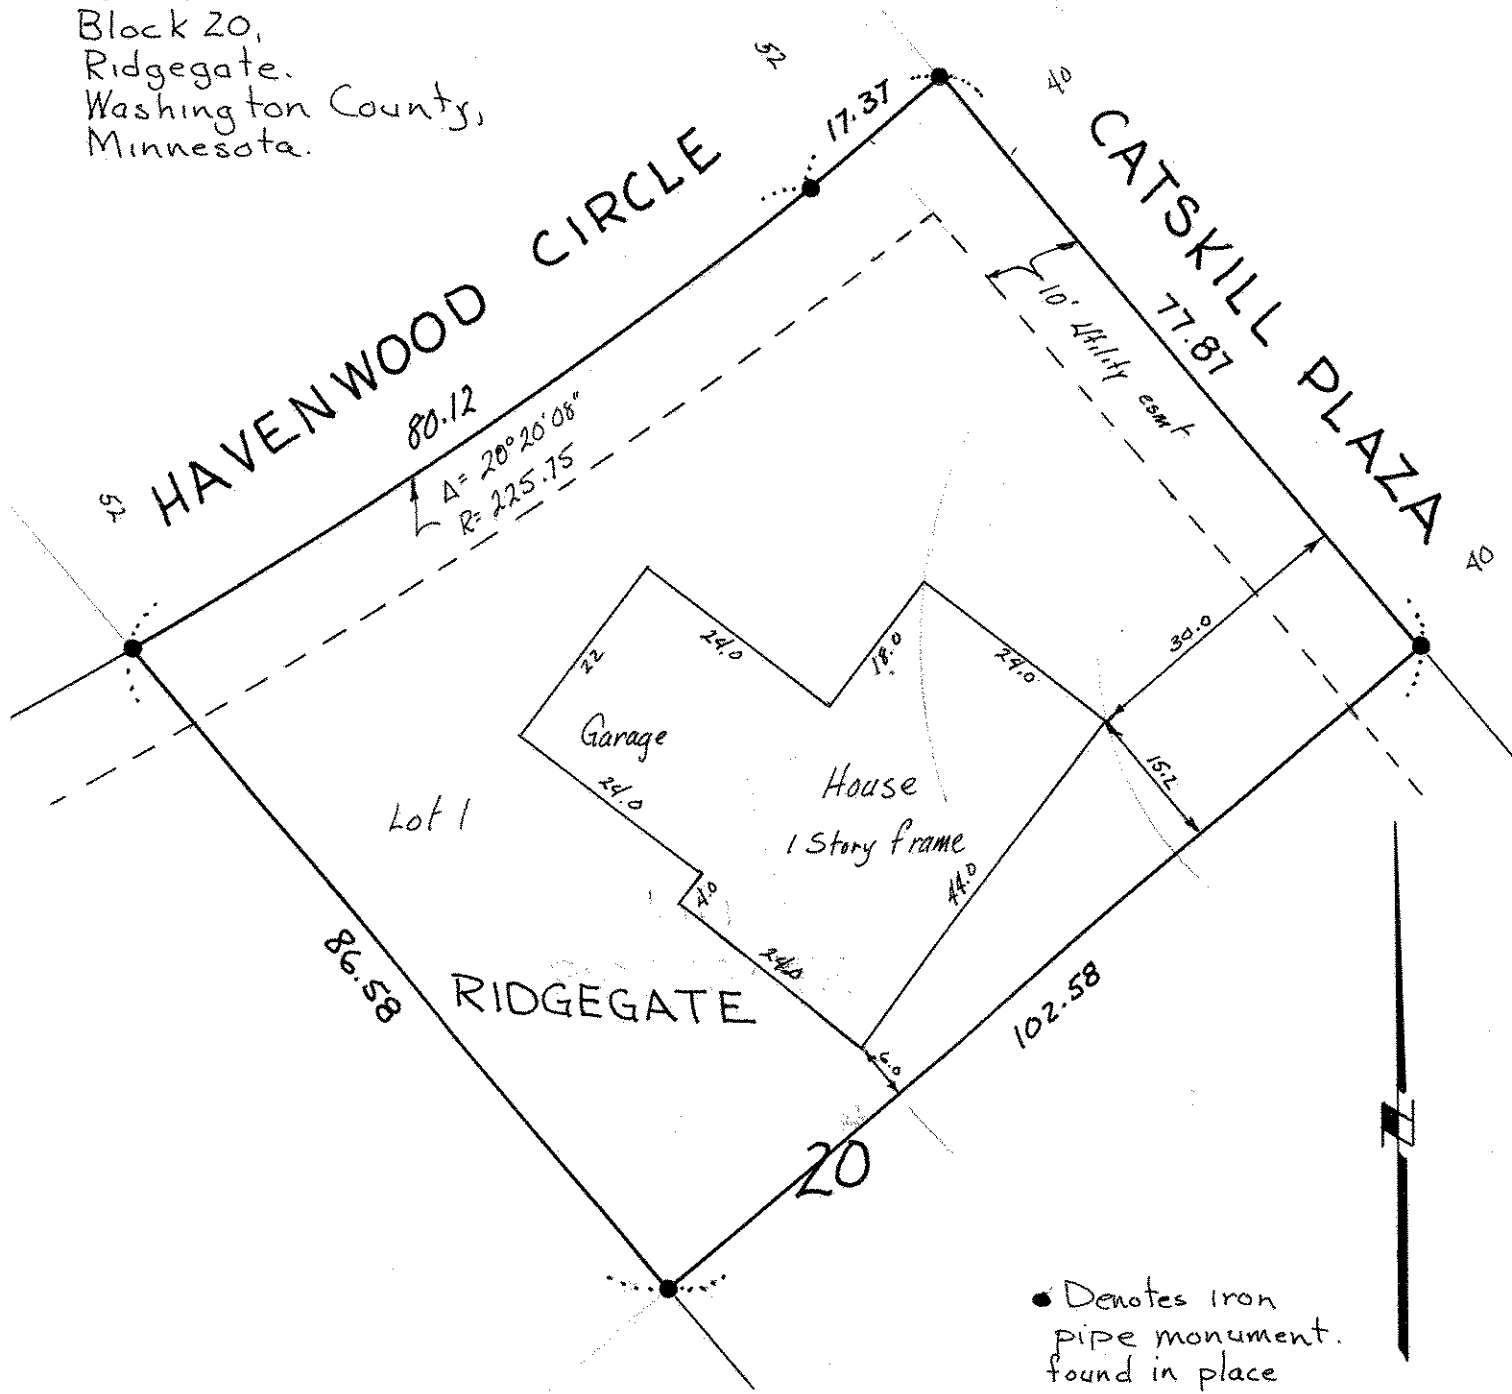 Block 20,
Ridgegate.
Washington County,
Minnesota.
52
40
17.37
CATSKILL PLAZA
HAVENWOOD CIRCLE
10' Utility esmt
77.87
80.12
Δ= 20° 20' 08"
R= 225.75
52
40
24.0
18.0
24.0
30.0
22
Garage
24.0
House
1 Story frame
15.2
Lot 1
4.0
44.0
24.0
86.58
RIDGEGATE
102.58
6.0
20
N
Denotes iron
pipe monument.
found in place